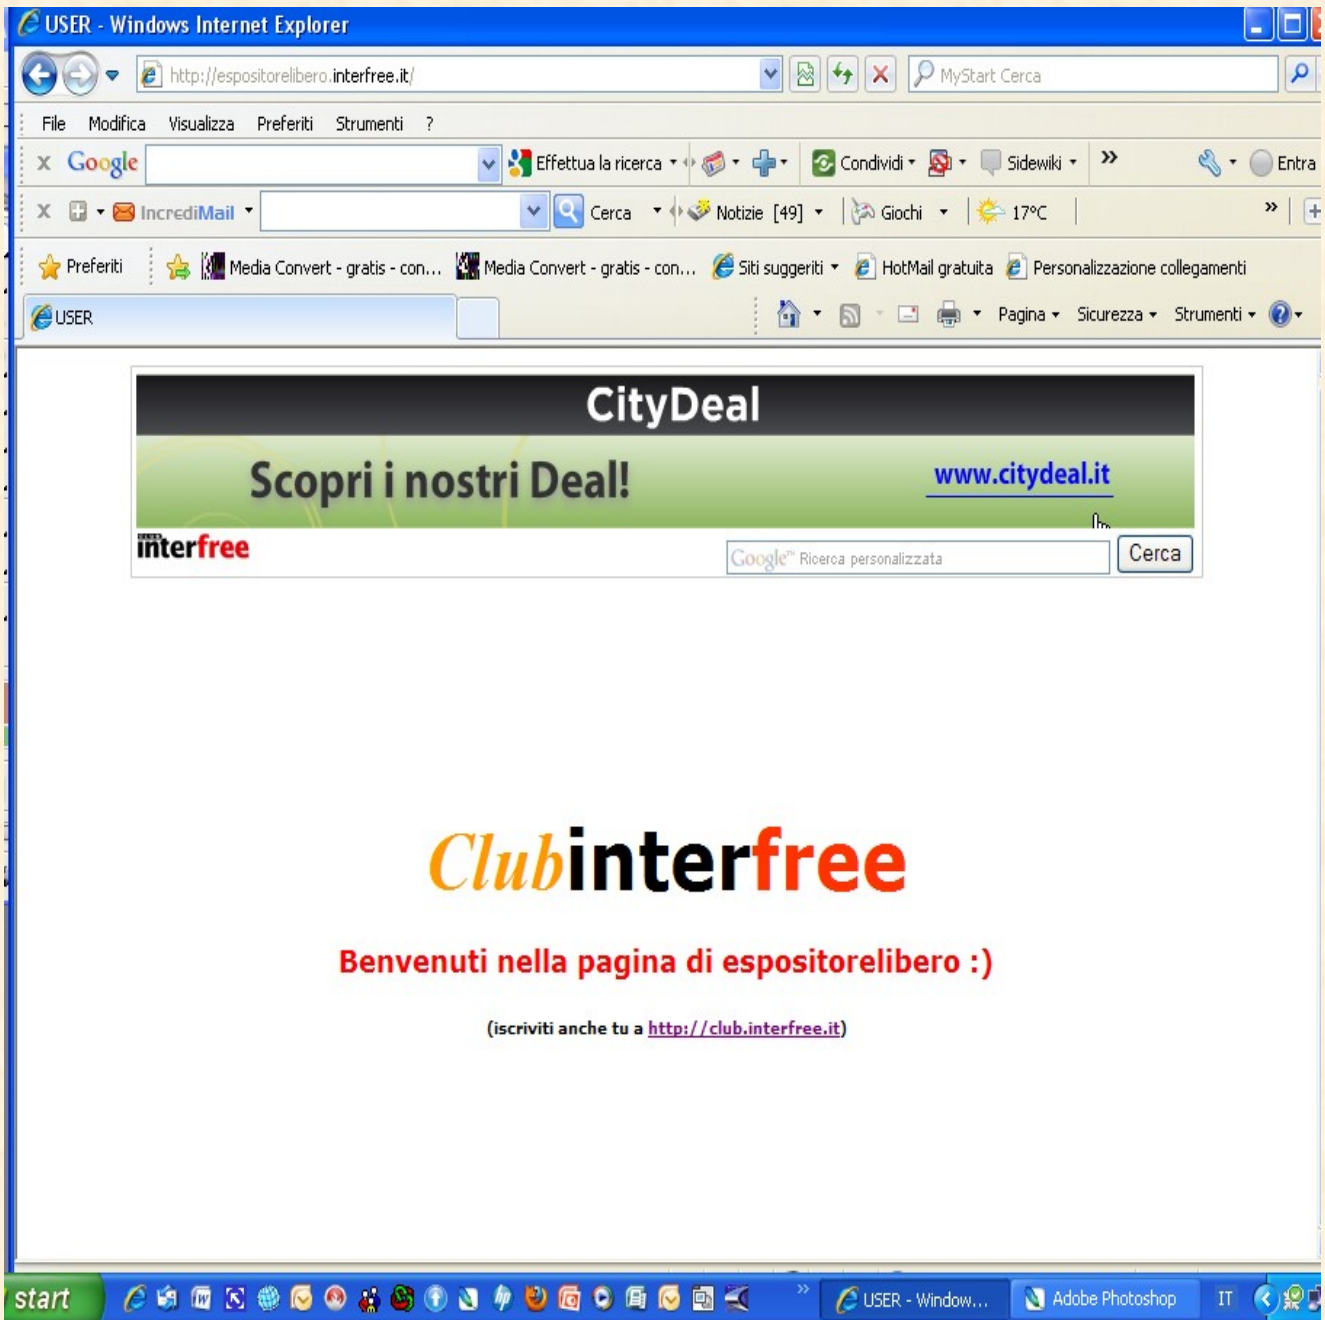 USER - Windows Internet Explorer
http://espositorelibero.interfree.it/ MyStart Cerca
File Modifica Visualizza Preferiti Strumenti ?
x Google Effettua la ricerca Condividi Sidewiki » Entra
X IncrediMail Cerca Notizie [49] Giochi 17°C »
Preferiti Media Convert - gratis - con... Media Convert - gratis - con... Siti suggeriti HotMail gratuita Personalizzazione collegamenti
USER Pagina Sicurezza Strumenti
CityDeal
Scopri i nostri Deal! www.citydeal.it
interfree Google™ Ricerca personalizzata Cerca
Clubinterfree
Benvenuti nella pagina di espositorelibero :)
(iscriviti anche tu a http://club.interfree.it)
start » USER - Window... Adobe Photoshop IT